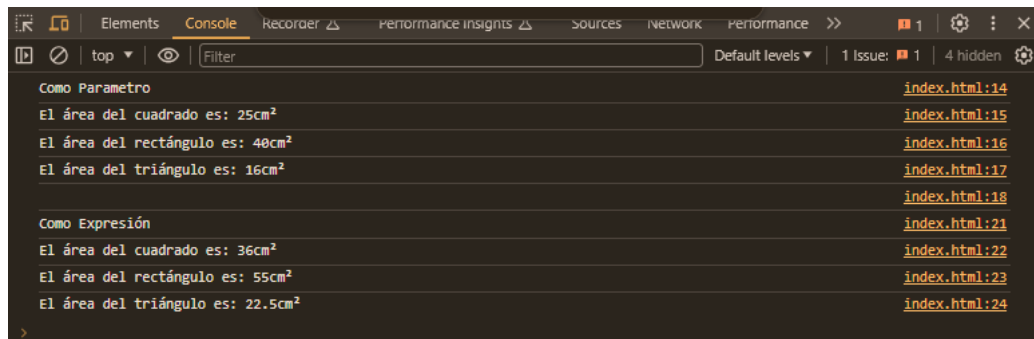 Elements Console Recorder Performance insights Sources Network Performance >> 1
top Filter Default levels 1 Issue: 1 4 hidden
Como Parametro index.html:14
El área del cuadrado es: 25cm² index.html:15
El área del rectángulo es: 40cm² index.html:16
El área del triángulo es: 16cm² index.html:17
index.html:18
Como Expresión index.html:21
El área del cuadrado es: 36cm² index.html:22
El área del rectángulo es: 55cm² index.html:23
El área del triángulo es: 22.5cm² index.html:24
>